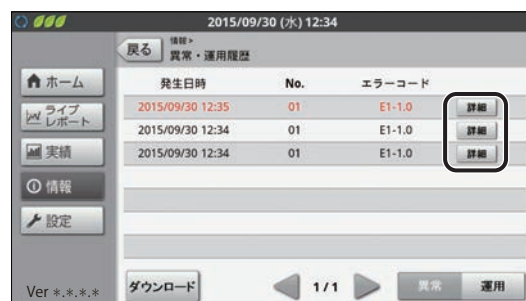 2015/09/30 (水) 12:34
戻る
情報>
異常・運用履歴
ホーム
ライブ
レポート
実績
情報
設定
Ver *.*.*.*
発生日時 No. エラーコード
2015/09/30 12:35 01 E1-1.0 詳細
2015/09/30 12:34 01 E1-1.0 詳細
2015/09/30 12:34 01 E1-1.0 詳細
ダウンロード 1/1 異常 運用